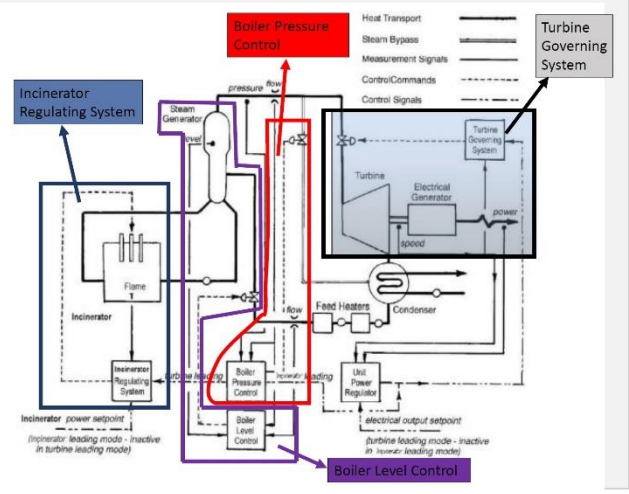 Boiler Pressure
Control
Heat Transport
Steam Bypass
Measurement Signals
ControlCommands
Control Signals
Turbine
Governing
System
Incinerator
Regulating System
pressure
flow
Steam
Generator
level
Turbine
Governing
System
Turbine
Electrical
Generator
power
speed
Flame
T
Incinerator
flow
Feed Heaters
Condenser
Incinerator
Regulating
System
turbine leading
Boiler
Pressure
Control
leading
Unit
Power
Regulator
Incinerator power setpoint
(Incinerator leading mode - inactive
in turbine leading mode)
Boiler
Level
Control
electrical output setpoint
(turbine leading mode - inactive
in Incinerator leading mode)
Boiler Level Control